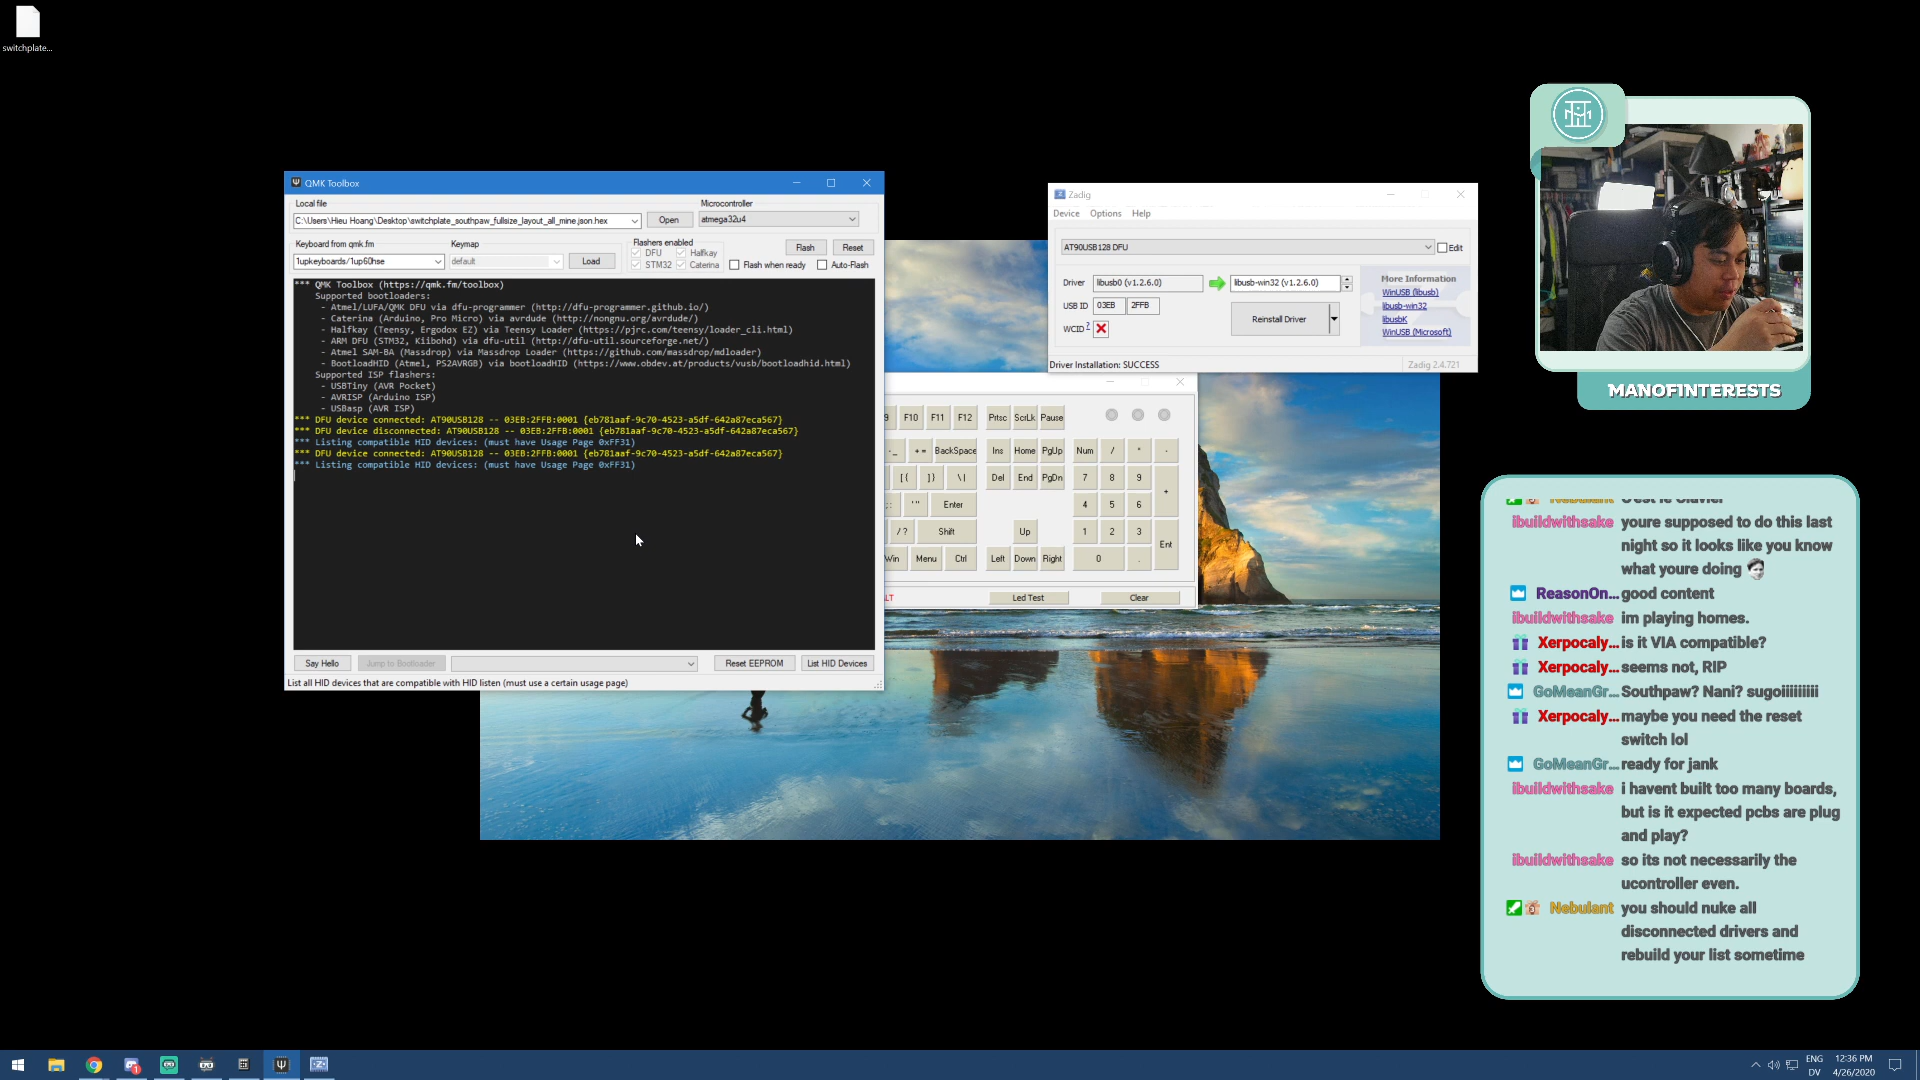 switchplate...
QMK Toolbox
Local file
Microcontroller
C:\Users\Hieu Hoang\Desktop\switchplate_southpaw_fullsize_layout_all_mine.json.hex
Open
atmega32u4
Keyboard from qmk.fm
Keymap
Flashers enabled
Flash
Reset
DFU
Halfkay
1upkeyboards/1up60hse
default
Load
STM32
Caterina
Flash when ready
Auto-Flash
*** QMK Toolbox (https://qmk.fm/toolbox)
Supported bootloaders:
- Atmel/LUFA/QMK DFU via dfu-programmer (http://dfu-programmer.github.io/)
- Caterina (Arduino, Pro Micro) via avrdude (http://nongnu.org/avrdude/)
- Halfkay (Teensy, Ergodox EZ) via Teensy Loader (https://pjrc.com/teensy/loader_cli.html)
- ARM DFU (STM32, Kiibohd) via dfu-util (http://dfu-util.sourceforge.net/)
- Atmel SAM-BA (Massdrop) via Massdrop Loader (https://github.com/massdrop/mdloader)
- BootloadHID (Atmel, PS2AVRGB) via bootloadHID (https://www.obdev.at/products/vusb/bootloadhid.html)
Supported ISP flashers:
- USBTiny (AVR Pocket)
- AVRISP (Arduino ISP)
- USBasp (AVR ISP)
*** DFU device connected: AT90USB128 -- 03EB:2FFB:0001 {eb781aaf-9c70-4523-a5df-642a87eca567}
*** DFU device disconnected: AT90USB128 -- 03EB:2FFB:0001 {eb781aaf-9c70-4523-a5df-642a87eca567}
*** Listing compatible HID devices: (must have Usage Page 0xFF31)
*** DFU device connected: AT90USB128 -- 03EB:2FFB:0001 {eb781aaf-9c70-4523-a5df-642a87eca567}
*** Listing compatible HID devices: (must have Usage Page 0xFF31)
Say Hello
Jump to Bootloader
Reset EEPROM
List HID Devices
List all HID devices that are compatible with HID listen (must use a certain usage page)
Zadig
Device Options Help
AT90USB128 DFU
Edit
Driver
libusb0 (v1.2.6.0)
libusb-win32 (v1.2.6.0)
USB ID
03EB
2FFB
WCID ?
Reinstall Driver
More Information
WinUSB (libusb)
libusb-win32
libusbK
WinUSB (Microsoft)
Driver Installation: SUCCESS
Zadig 2.4.721
9 F10 F11 F12 Prtsc ScrLk Pause
- _ + = BackSpace Ins Home PgUp Num / * -
[ { ] } \ | Del End PgDn 7 8 9 +
; : ' " Enter 4 5 6
/ ? Shift Up 1 2 3 Ent
Win Menu Ctrl Left Down Right 0 .
LT
Led Test
Clear
MANOFINTERESTS
Nebulant C'est le Clavier
ibuildwithsake youre supposed to do this last
night so it looks like you know
what youre doing
ReasonOn... good content
ibuildwithsake im playing homes.
Xerpocaly... is it VIA compatible?
Xerpocaly... seems not, RIP
GoMeanGr... Southpaw? Nani? sugoiiiiiiiii
Xerpocaly... maybe you need the reset
switch lol
GoMeanGr... ready for jank
ibuildwithsake i havent built too many boards,
but is it expected pcbs are plug
and play?
ibuildwithsake so its not necessarily the
ucontroller even.
Nebulant you should nuke all
disconnected drivers and
rebuild your list sometime
ENG
DV
12:36 PM
4/26/2020